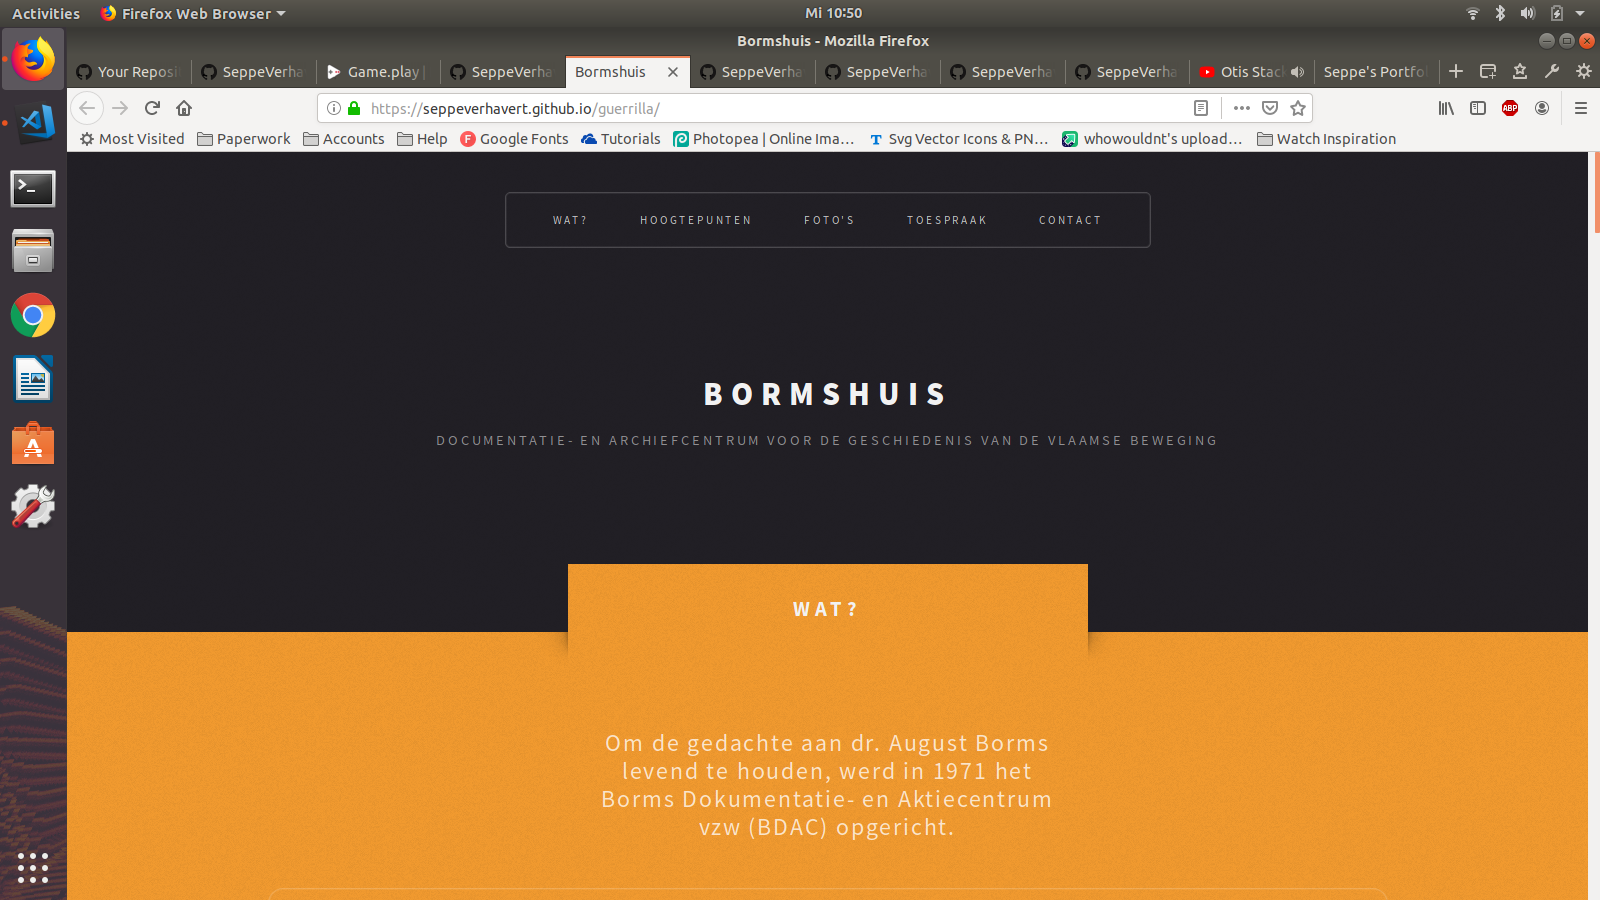 Activities Firefox Web Browser Mi 10:50
Bormshuis - Mozilla Firefox
Your Reposi SeppeVerha Game.play | SeppeVerha Bormshuis SeppeVerha SeppeVerha SeppeVerha SeppeVerha Otis Stac Seppe's Portfo
https://seppeverhavert.github.io/guerrilla/ ABP
Most Visited Paperwork Accounts Help Google Fonts Tutorials Photopea | Online Ima... Svg Vector Icons & PN... whowouldnt's upload... Watch Inspiration
WAT? HOOGTEPUNTEN FOTO'S TOESPRAAK CONTACT
BORMSHUIS
DOCUMENTATIE- EN ARCHIEFCENTRUM VOOR DE GESCHIEDENIS VAN DE VLAAMSE BEWEGING
WAT?
Om de gedachte aan dr. August Borms
levend te houden, werd in 1971 het
Borms Dokumentatie- en Aktiecentrum
vzw (BDAC) opgericht.